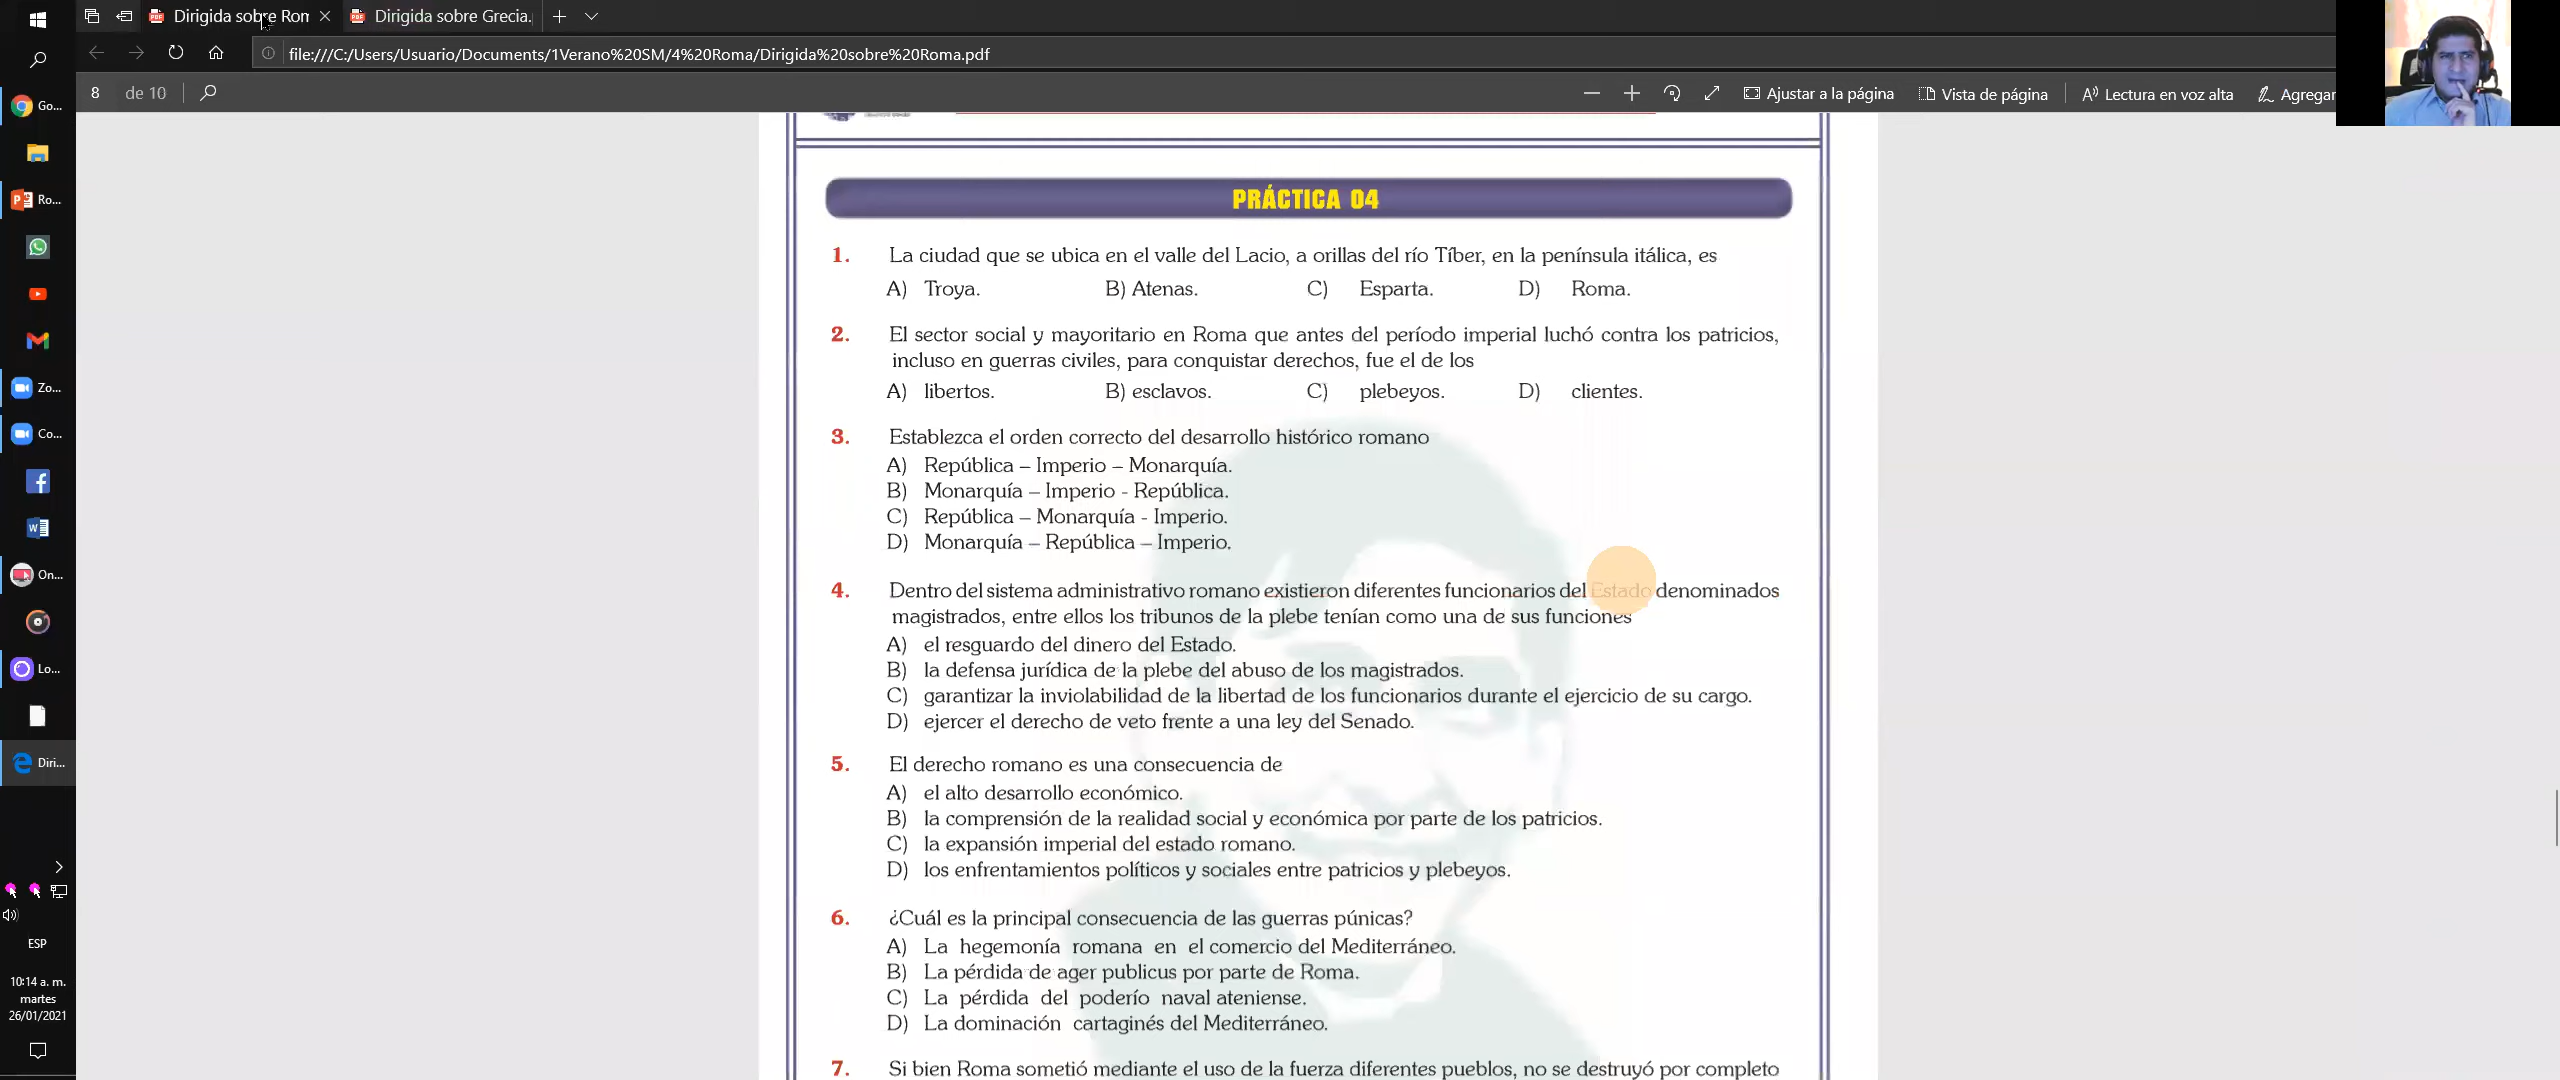 Dirigida sobre Rom
Dirigida sobre Grecia.
file:///C:/Users/Usuario/Documents/1Verano%20SM/4%20Roma/Dirigida%20sobre%20Roma.pdf
8 de 10
Ajustar a la página
Vista de página
Lectura en voz alta
Agregar
Go...
Ro...
Zo...
Co...
On...
Lo...
Diri...
ESP
10:14 a. m.
martes
26/01/2021
PRÁCTICA 04
1. La ciudad que se ubica en el valle del Lacio, a orillas del río Tíber, en la península itálica, es
A) Troya. B) Atenas. C) Esparta. D) Roma.
2. El sector social y mayoritario en Roma que antes del período imperial luchó contra los patricios,
incluso en guerras civiles, para conquistar derechos, fue el de los
A) libertos. B) esclavos. C) plebeyos. D) clientes.
3. Establezca el orden correcto del desarrollo histórico romano
A) República – Imperio – Monarquía.
B) Monarquía – Imperio - República.
C) República – Monarquía - Imperio.
D) Monarquía – República – Imperio.
4. Dentro del sistema administrativo romano existieron diferentes funcionarios del Estado denominados
magistrados, entre ellos los tribunos de la plebe tenían como una de sus funciones
A) el resguardo del dinero del Estado.
B) la defensa jurídica de la plebe del abuso de los magistrados.
C) garantizar la inviolabilidad de la libertad de los funcionarios durante el ejercicio de su cargo.
D) ejercer el derecho de veto frente a una ley del Senado.
5. El derecho romano es una consecuencia de
A) el alto desarrollo económico.
B) la comprensión de la realidad social y económica por parte de los patricios.
C) la expansión imperial del estado romano.
D) los enfrentamientos políticos y sociales entre patricios y plebeyos.
6. ¿Cuál es la principal consecuencia de las guerras púnicas?
A) La hegemonía romana en el comercio del Mediterráneo.
B) La pérdida de ager publicus por parte de Roma.
C) La pérdida del poderío naval ateniense.
D) La dominación cartaginés del Mediterráneo.
7. Si bien Roma sometió mediante el uso de la fuerza diferentes pueblos, no se destruyó por completo